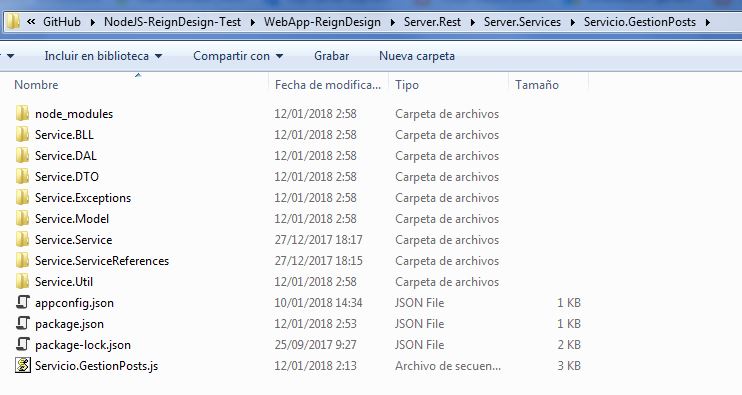 « GitHub ▸ NodeJS-ReignDesign-Test ▸ WebApp-ReignDesign ▸ Server.Rest ▸ Server.Services ▸ Servicio.GestionPosts ▸
Incluir en biblioteca ▾ Compartir con ▾ Grabar Nueva carpeta
Nombre Fecha de modifica... Tipo Tamaño
node_modules 12/01/2018 2:58 Carpeta de archivos
Service.BLL 12/01/2018 2:58 Carpeta de archivos
Service.DAL 12/01/2018 2:58 Carpeta de archivos
Service.DTO 12/01/2018 2:58 Carpeta de archivos
Service.Exceptions 12/01/2018 2:58 Carpeta de archivos
Service.Model 12/01/2018 2:58 Carpeta de archivos
Service.Service 27/12/2017 18:17 Carpeta de archivos
Service.ServiceReferences 27/12/2017 18:15 Carpeta de archivos
Service.Util 12/01/2018 2:58 Carpeta de archivos
appconfig.json 10/01/2018 14:34 JSON File 1 KB
package.json 12/01/2018 2:53 JSON File 1 KB
package-lock.json 25/09/2017 9:27 JSON File 2 KB
Servicio.GestionPosts.js 12/01/2018 2:13 Archivo de secuen... 3 KB